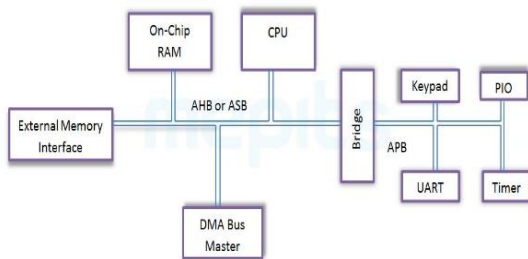 On-Chip
RAM
CPU
Keypad
PIO
AHB or ASB
External Memory
Interface
mepits
Bridge
APB
UART
Timer
DMA Bus
Master